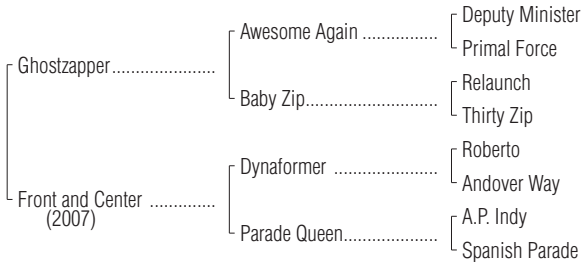 Deputy Minister
Awesome Again ................
Primal Force
Ghostzapper......................
Relaunch
Baby Zip............................
Thirty Zip
Roberto
Dynaformer ......................
Andover Way
Front and Center ..............
(2007)
A.P. Indy
Parade Queen....................
Spanish Parade